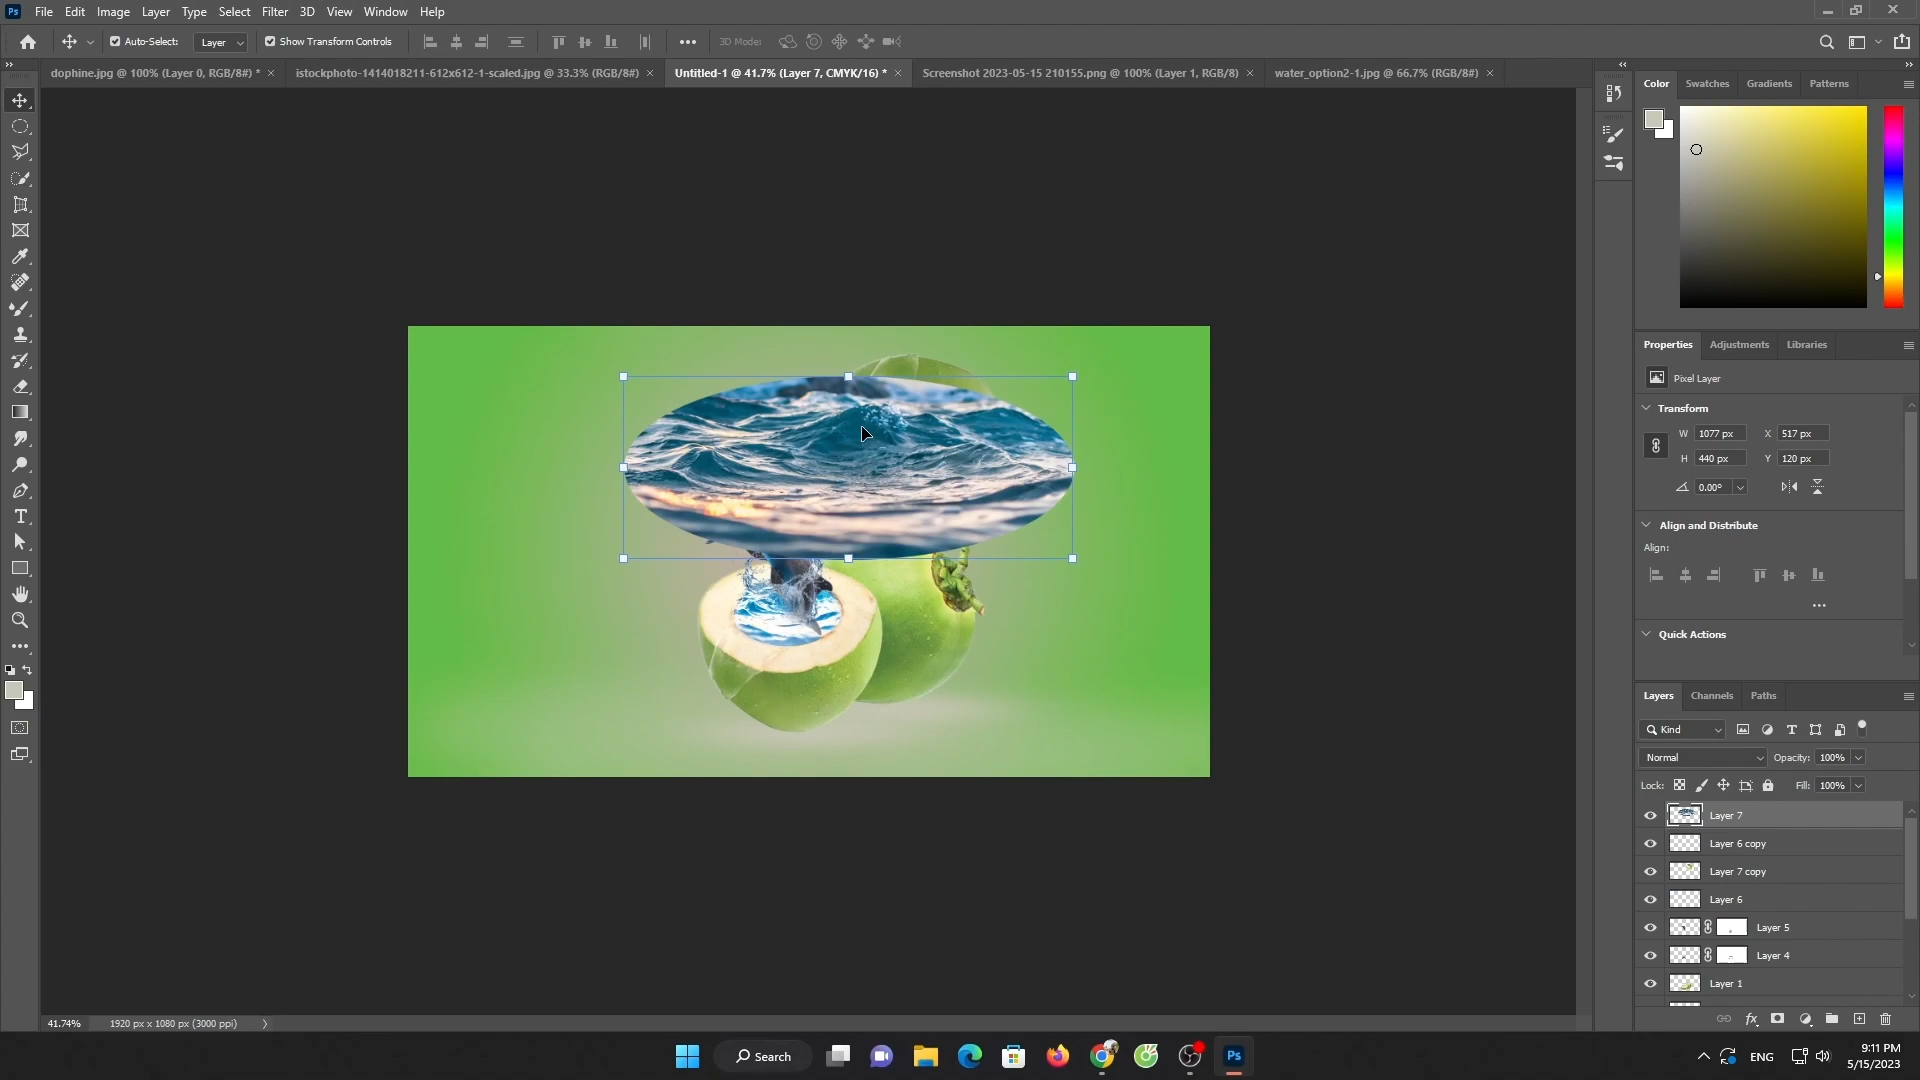 Ps File Edit Image Layer Type Select Filter 3D View Window Help
Auto-Select: Layer Show Transform Controls 3D Mode:
dophine.jpg @ 100% (Layer 0, RGB/8#) * istockphoto-1414018211-612x612-1-scaled.jpg @ 33.3% (RGB/8#) Untitled-1 @ 41.7% (Layer 7, CMYK/16) * Screenshot 2023-05-15 210155.png @ 100% (Layer 1, RGB/8) water_option2-1.jpg @ 66.7% (RGB/8#)
Color Swatches Gradients Patterns
Properties Adjustments Libraries
Pixel Layer
Transform
W 1077 px X 517 px
H 440 px Y 120 px
0.00°
Align and Distribute
Align:
Quick Actions
Layers Channels Paths
Kind
Normal Opacity: 100%
Lock: Fill: 100%
Layer 7
Layer 6 copy
Layer 7 copy
Layer 6
Layer 5
Layer 4
Layer 1
fx
41.74% 1920 px x 1080 px (3000 ppi)
Search Ps ENG 9:11 PM
5/15/2023